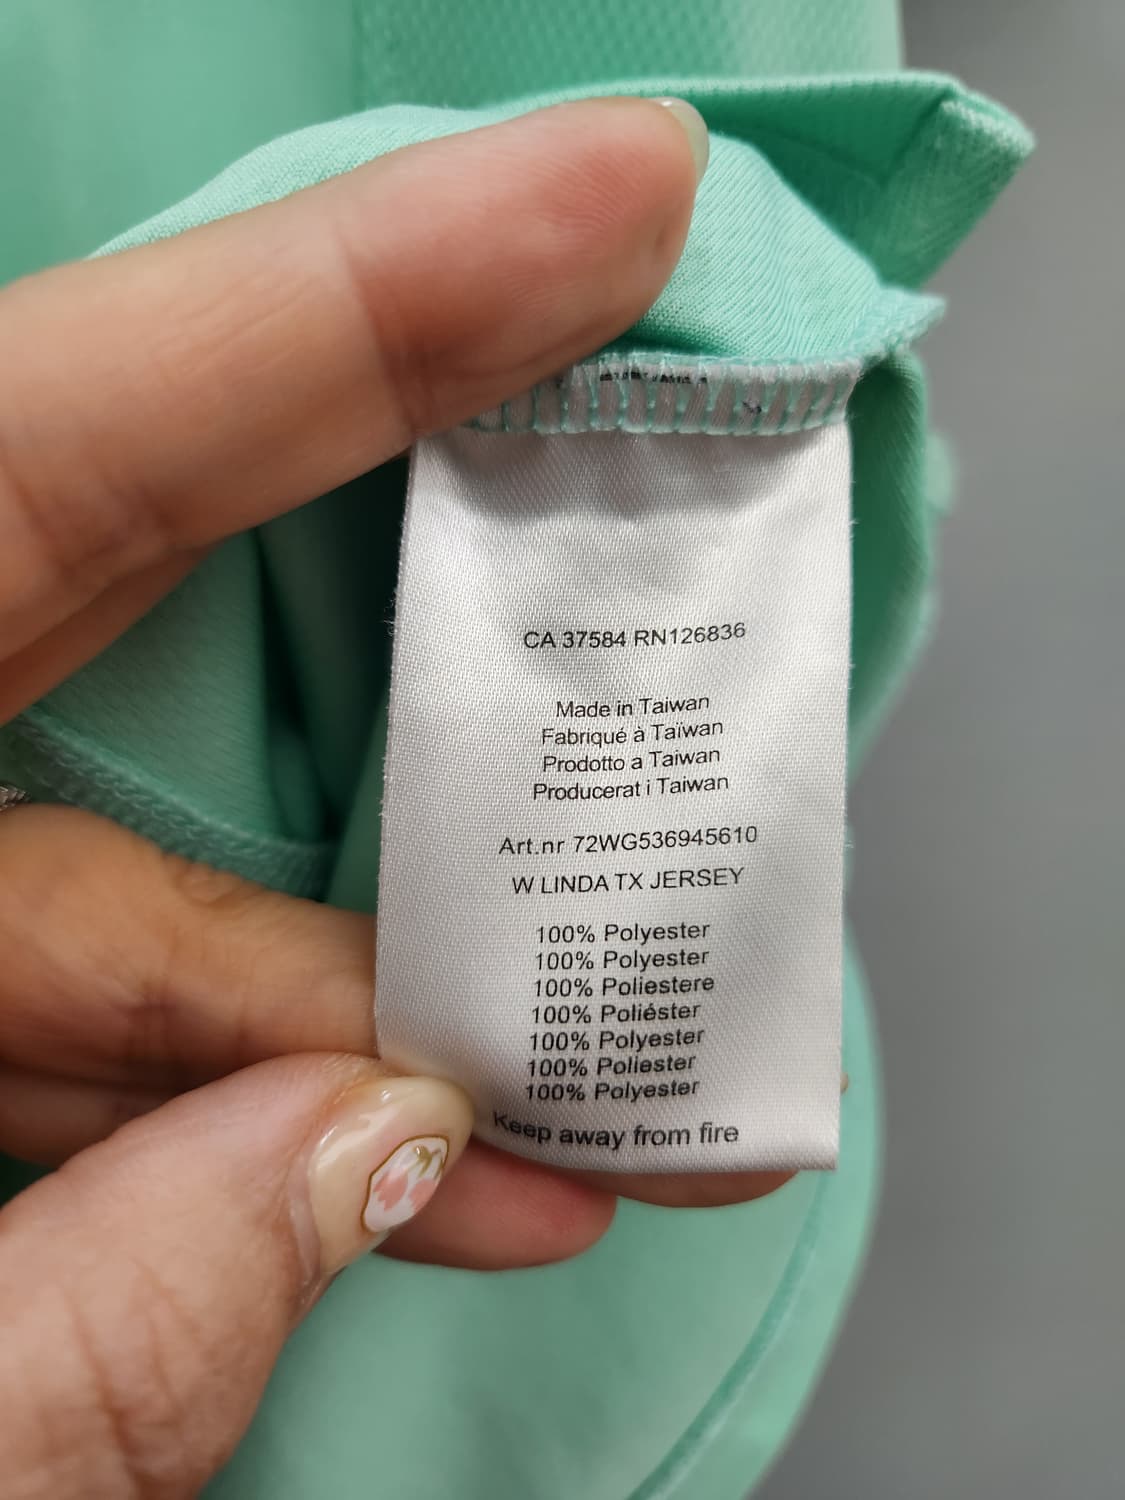 CA 37584 RN126836
Made in Taiwan
Fabriqué à Taïwan
Prodotto a Taiwan
Producerat i Taiwan
Art.nr 72WG536945610
W LINDA TX JERSEY
100% Polyester
100% Polyester
100% Poliestere
100% Poliéster
100% Polyester
100% Poliester
100% Polyester
Keep away from fire